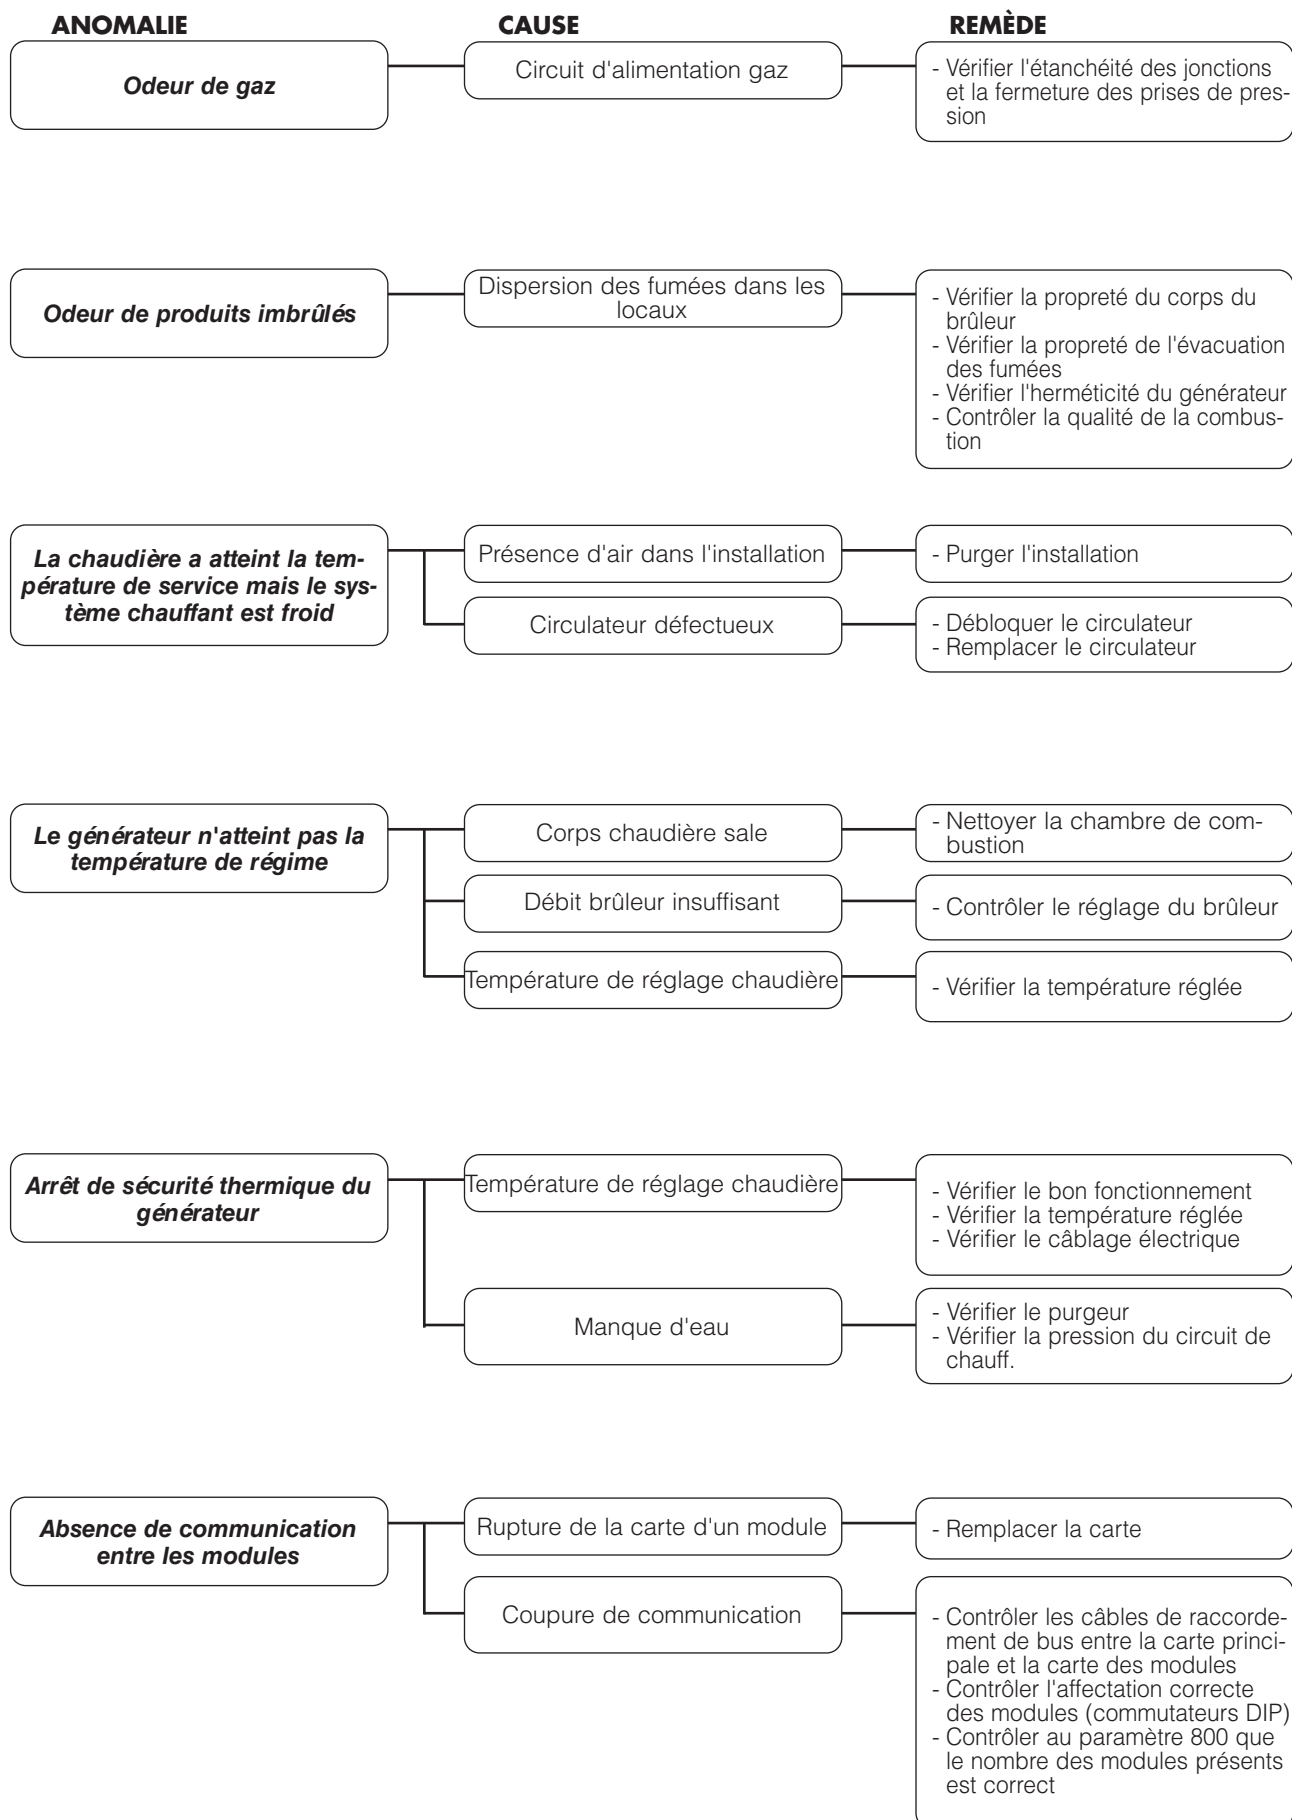 ANOMALIE
CAUSE
REMÈDE
Odeur de gaz
Circuit d'alimentation gaz
- Vérifier l'étanchéité des jonctions
et la fermeture des prises de pres-
sion
Odeur de produits imbrûlés
Dispersion des fumées dans les
locaux
- Vérifier la propreté du corps du
brûleur
- Vérifier la propreté de l'évacuation
des fumées
- Vérifier l'herméticité du générateur
- Contrôler la qualité de la combus-
tion
La chaudière a atteint la tem-
pérature de service mais le sys-
tème chauffant est froid
Présence d'air dans l'installation
- Purger l'installation
Circulateur défectueux
- Débloquer le circulateur
- Remplacer le circulateur
Le générateur n'atteint pas la
température de régime
Corps chaudière sale
- Nettoyer la chambre de com-
bustion
Débit brûleur insuffisant
- Contrôler le réglage du brûleur
Température de réglage chaudière
- Vérifier la température réglée
Arrêt de sécurité thermique du
générateur
Température de réglage chaudière
- Vérifier le bon fonctionnement
- Vérifier la température réglée
- Vérifier le câblage électrique
Manque d'eau
- Vérifier le purgeur
- Vérifier la pression du circuit de
chauff.
Absence de communication
entre les modules
Rupture de la carte d'un module
- Remplacer la carte
Coupure de communication
- Contrôler les câbles de raccorde-
ment de bus entre la carte princi-
pale et la carte des modules
- Contrôler l'affectation correcte
des modules (commutateurs DIP)
- Contrôler au paramètre 800 que
le nombre des modules présents
est correct